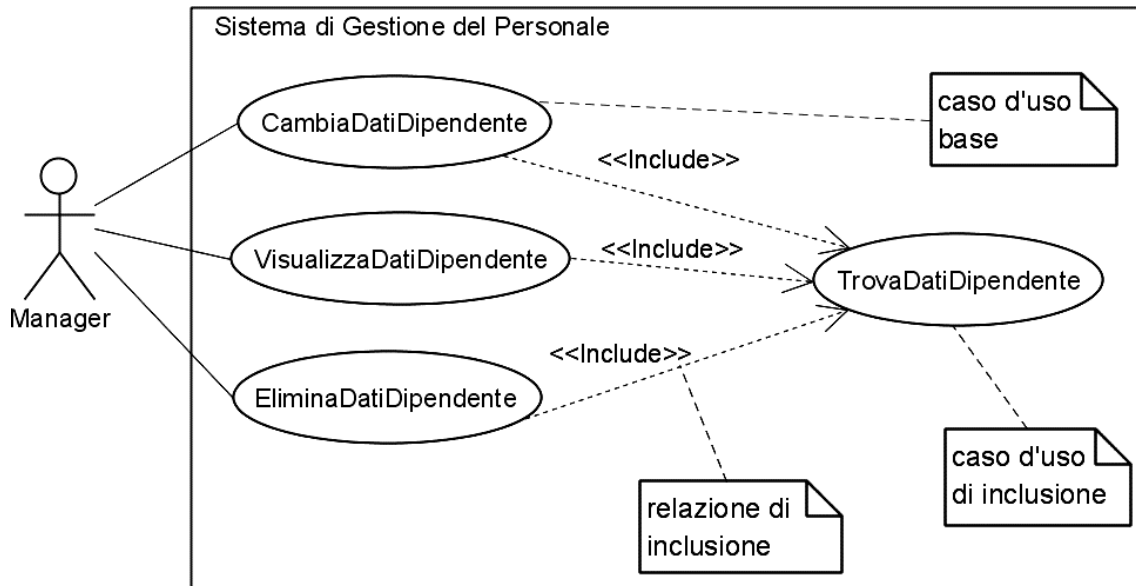 Sistema di Gestione del Personale
CambiaDatiDipendente
caso d'uso
base
<<Include>>
VisualizzaDatiDipendente
<<Include>>
TrovaDatiDipendente
Manager
<<Include>>
EliminaDatiDipendente
caso d'uso
di inclusione
relazione di
inclusione